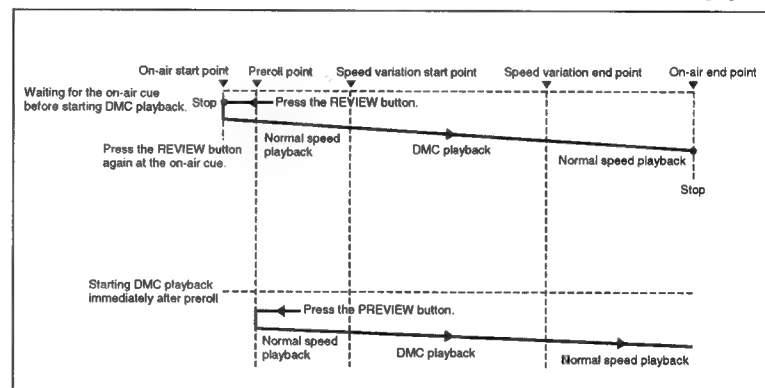 On-air start point Preroll point Speed variation start point Speed variation end point On-air end point
Waiting for the on-air cue
before starting DMC playback.
Stop
Press the REVIEW button.
Press the REVIEW button
again at the on-air cue.
Normal speed
playback
DMC playback
Normal speed playback
Stop
Starting DMC playback
immediately after preroll
Press the PREVIEW button.
Normal speed
playback
DMC playback
Normal speed playback